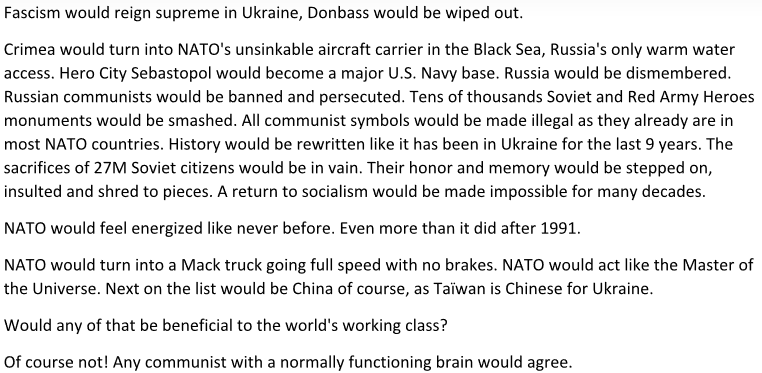 Fascism would reign supreme in Ukraine, Donbass would be wiped out.
Crimea would turn into NATO's unsinkable aircraft carrier in the Black Sea, Russia's only warm water
access. Hero City Sebastopol would become a major U.S. Navy base. Russia would be dismembered.
Russian communists would be banned and persecuted. Tens of thousands Soviet and Red Army Heroes
monuments would be smashed. All communist symbols would be made illegal as they already are in
most NATO countries. History would be rewritten like it has been in Ukraine for the last 9 years. The
sacrifices of 27M Soviet citizens would be in vain. Their honor and memory would be stepped on,
insulted and shred to pieces. A return to socialism would be made impossible for many decades.
NATO would feel energized like never before. Even more than it did after 1991.
NATO would turn into a Mack truck going full speed with no brakes. NATO would act like the Master of
the Universe. Next on the list would be China of course, as Taïwan is Chinese for Ukraine.
Would any of that be beneficial to the world's working class?
Of course not! Any communist with a normally functioning brain would agree.